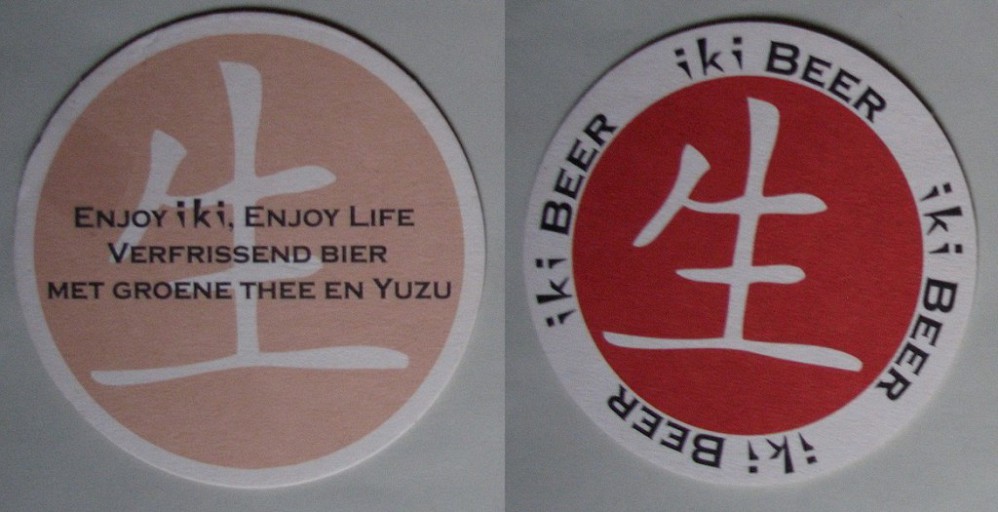 生
Enjoy iki, Enjoy Life
Verfrissend bier
met groene thee en Yuzu
生
iki Beer
iki Beer
iki Beer
iki Beer